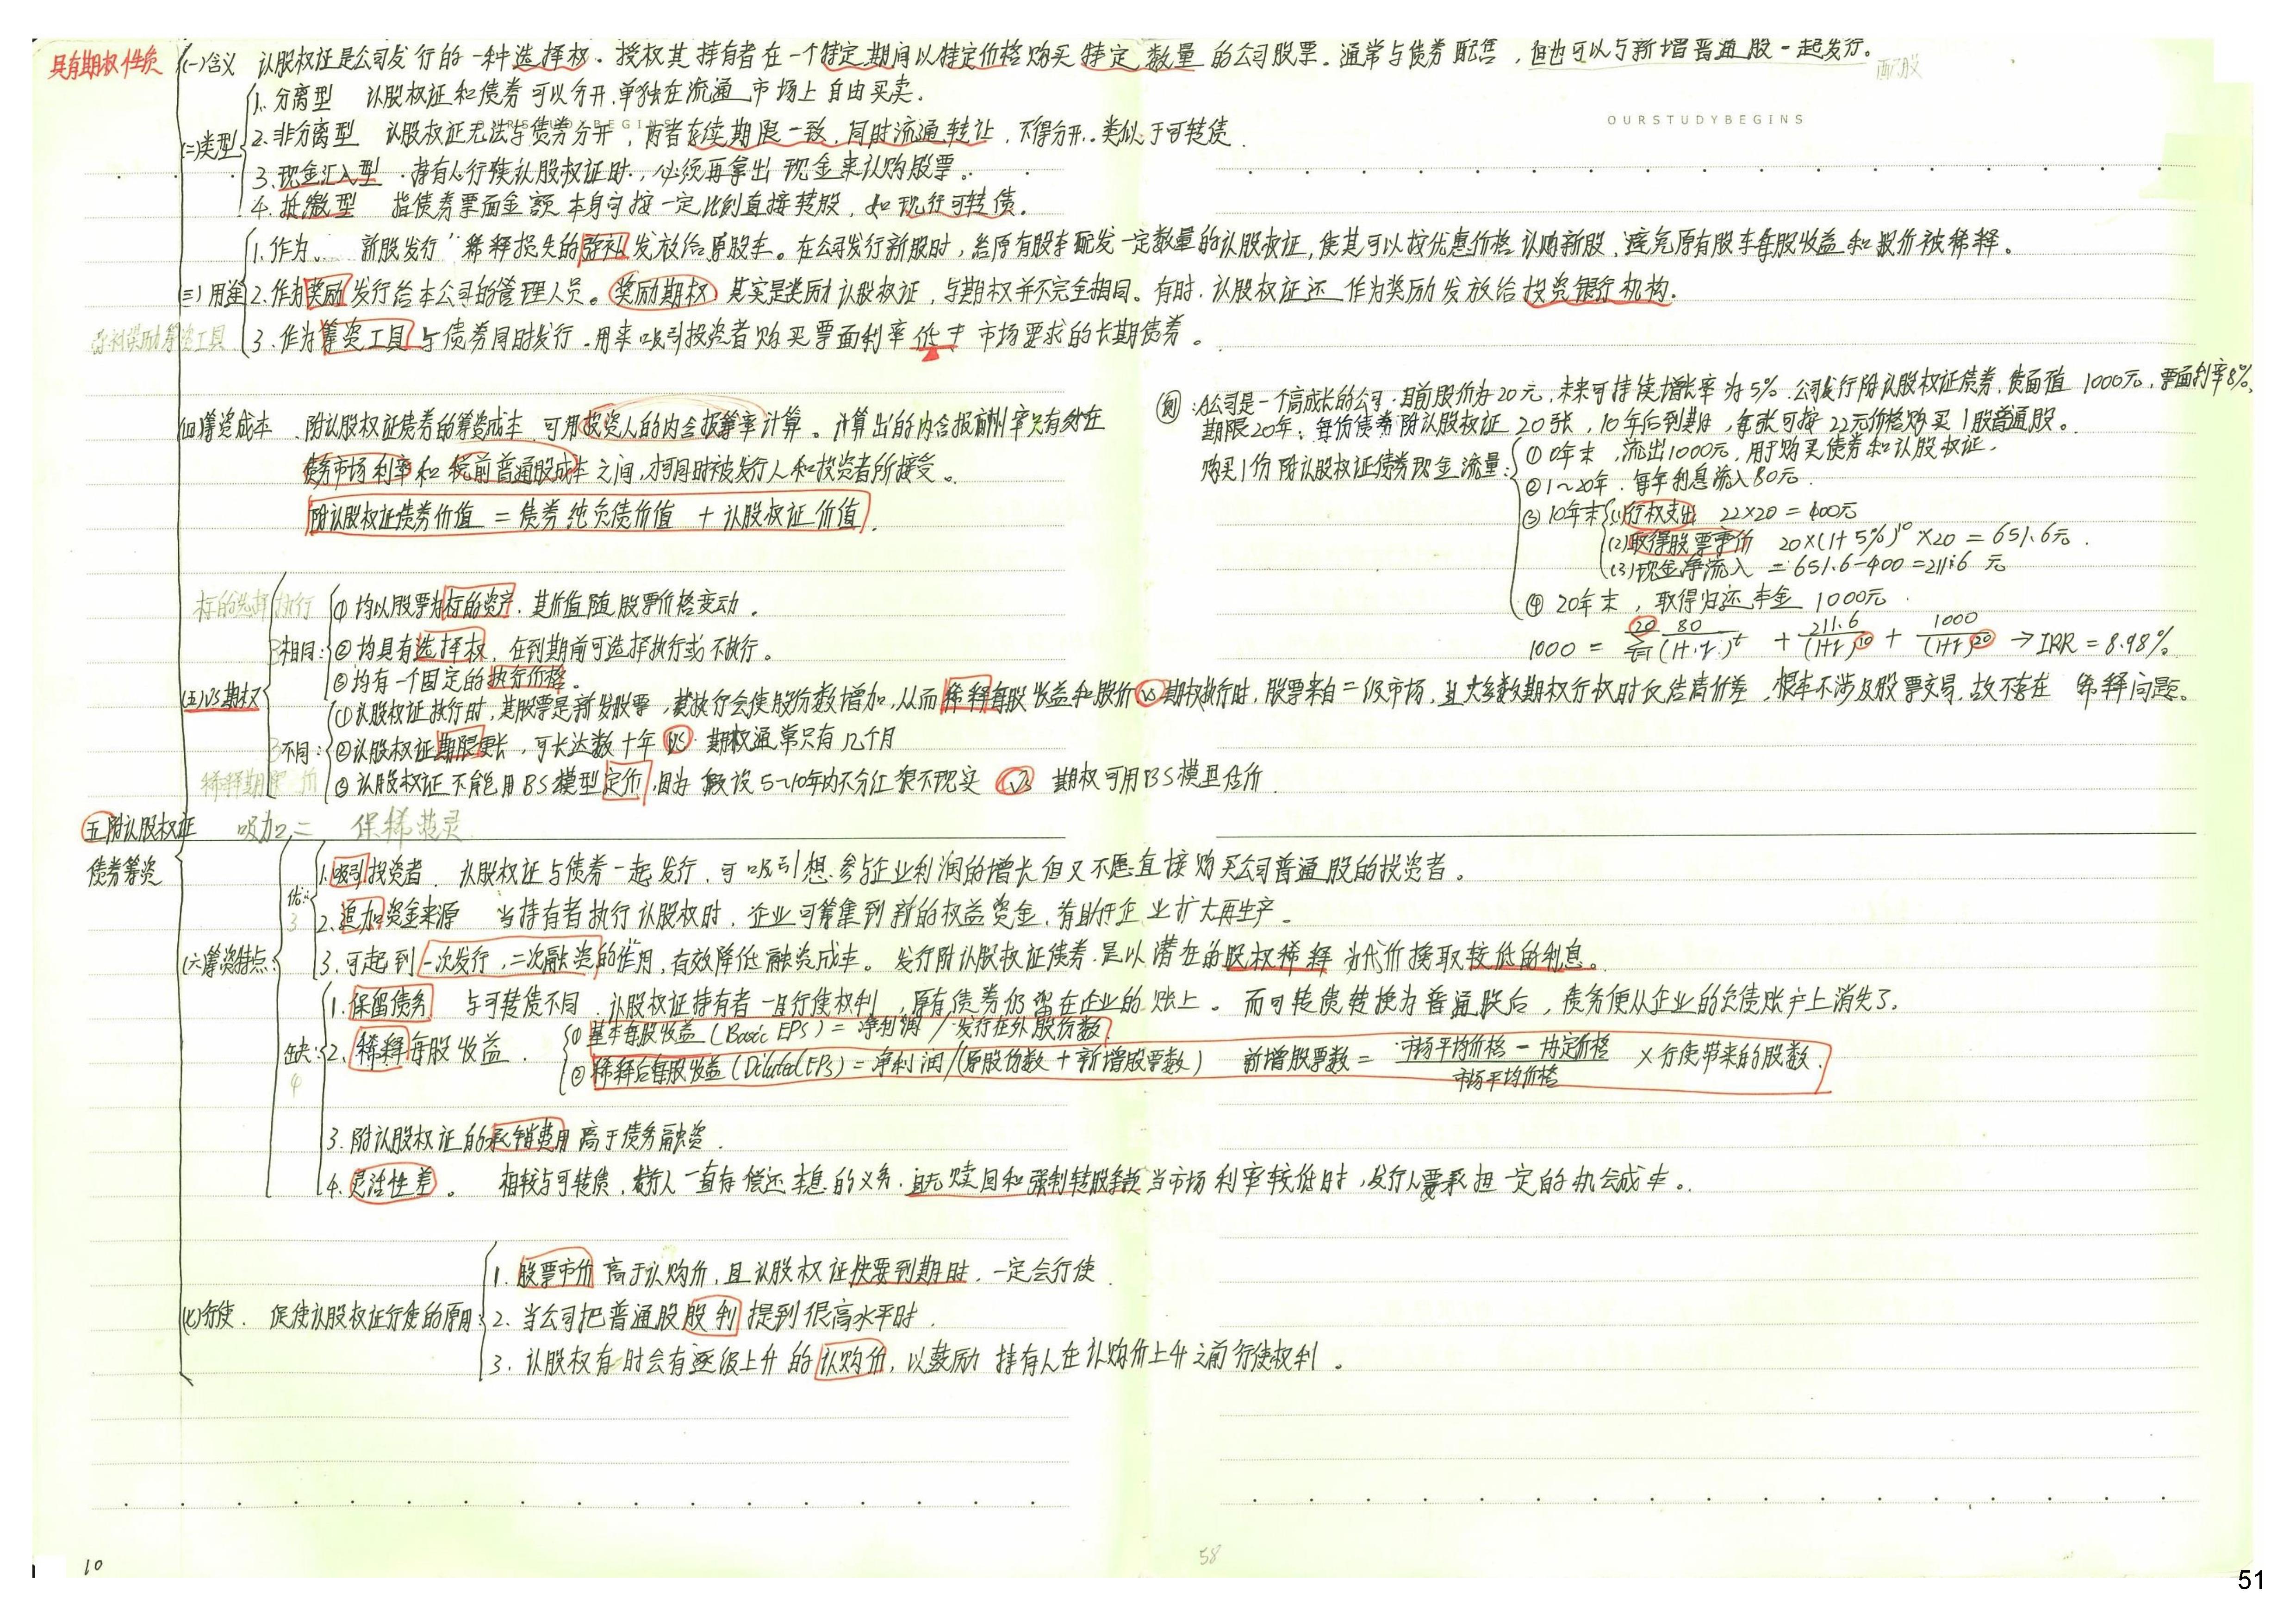 具有期权性质
(一)含义 认股权证是公司发行的一种选择权。授权其持有者在一个特定期间以特定价格购买特定数量的公司股票。通常与债券配售,但也可以与新增普通股一起发行。
配股
OURSTUDYBEGINS
OURSTUDYBEGINS
(二)类型
1. 分离型 认股权证和债券可以分开,单独在流通市场上自由买卖.
2. 非分离型 认股权证无法与债券分开,两者存续期限一致,同时流通转让,不得分开.类似于可转债.
3. 现金汇入型 持有人行使认股权证时,必须再拿出现金来认购股票。
4. 抵缴型 指债券票面金额本身可按一定比例直接转股,如现行可转债.
(三)用途
1. 作为 新股发行 稀释损失的弥补发放给原股东。在公司发行新股时,给原有股东配发一定数量的认股权证,使其可以按优惠价格认购新股,避免原有股东每股收益和股价被稀释。
2. 作为奖励发行给本公司的管理人员。奖励期权其实是奖励认股权证,与期权并不完全相同。有时,认股权证还作为奖励发放给投资银行机构.
弥补奖励筹资工具
3. 作为筹资工具与债券同时发行.用来吸引投资者购买票面利率低于市场要求的长期债券。
(四)筹资成本 附认股权证债券的筹资成本 可用投资人的内含报酬率计算。计算出的内含报酬率只有处在
债务市场利率和税前普通股成本之间,才可同时被发行人和投资者所接受。
附认股权证债券价值 = 债券纯负债价值 + 认股权证价值.
例:A公司是一个高成长的公司.目前股价为20元,未来可持续增长率为5%.公司发行附认股权证债券,债面值1000元,票面利率8%,
期限20年,每份债券附认股权证20张,10年后到期,每张可按22元价格购买1股普通股。
购买1份附认股权证债券现金流量:
① 0年末,流出1000元,用于购买债券和认股权证.
② 1~20年.每年利息流入80元.
③ 10年末
(1)行权支出 22×20=400元
(2)取得股票市价 20×(1+5%)^10×20=651.6元.
(3)现金净流入 =651.6-400=211.6元
④ 20年末,取得归还本金1000元.
1000 = ∑ 80/(1+r)^t + 211.6/(1+r)^10 + 1000/(1+r)^20 → IRR=8.98%
(五)VS期权
标的选择执行
3相同:
① 均以股票为标的资产,其价值随股票价格变动。
② 均具有选择权,在到期前可选择执行或不执行。
③ 均有一个固定的执行价格。
3不同:
① 认股权证执行时,其股票是新发股票,其执行会使股份数增加,从而稀释每股收益和股价 VS 期权执行时,股票来自二级市场,且大多数期权行权时仅结清价差,根本不涉及股票交易,故不存在稀释问题。
② 认股权证期限更长,可长达数十年 VS 期权通常只有几个月
稀释期限 价
③ 认股权证不能用BS模型定价,因为假设5~10年内不分红很不现实 VS 期权可用BS模型估价.
五 附认股权证
债券筹资
吸加二 保稀费灵
(六)筹资特点:
优:3
1. 吸引投资者 认股权证与债券一起发行,可吸引想参与企业利润的增长但又不愿直接购买公司普通股的投资者。
2. 追加资金来源 当持有者执行认股权时,企业可筹集到新的权益资金,有助于企业扩大再生产。
3. 可起到一次发行,二次融资的作用,有效降低融资成本。发行附认股权证债券是以潜在的股权稀释为代价换取较低的利息。
缺:4
1. 保留债务 与可转债不同,认股权证持有者一旦行使权利,原有债券仍留在企业的账上。而可转债转换为普通股后,债务便从企业的负债账户上消失了.
2. 稀释每股收益.
① 基本每股收益(Basic EPS)=净利润/发行在外股份数.
② 稀释后每股收益(Diluted EPS)=净利润/(原股份数+新增股票数) 新增股票数 = (市场平均价格-协定价格)/市场平均价格 ×行使带来的股数.
3. 附认股权证的承销费用高于债务融资.
4. 灵活性差。 相较与可转债,发行人一直有偿还本息的义务,且无赎回和强制转股条款当市场利率较低时,发行人要承担一定的机会成本.
(七)行使. 促使认股权证行使的原因:
1. 股票市价高于认购价,且认股权证快要到期时,一定会行使.
2. 当公司把普通股股利提到很高水平时.
3. 认股权有时会有逐级上升的认购价,以鼓励持有人在认购价上升之前行使权利。
10
58
51